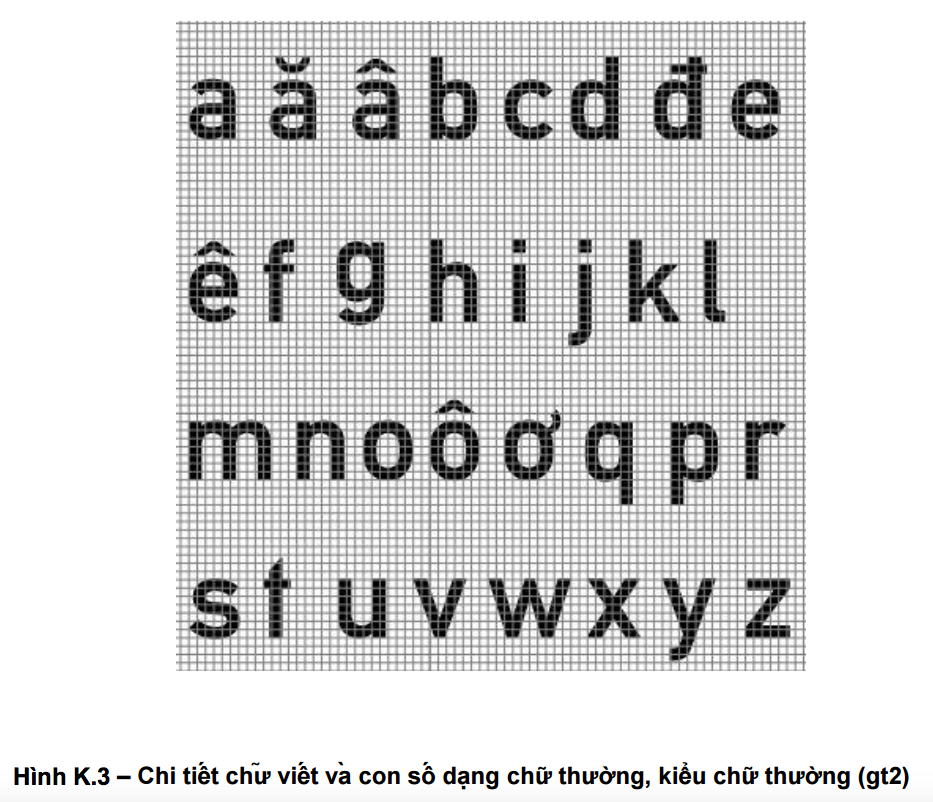 a ă â b c d đ e
ê f g h i j k l
m n o ô ơ q p r
s t u v w x y z
Hình K.3 – Chi tiết chữ viết và con số dạng chữ thường, kiểu chữ thường (gt2)